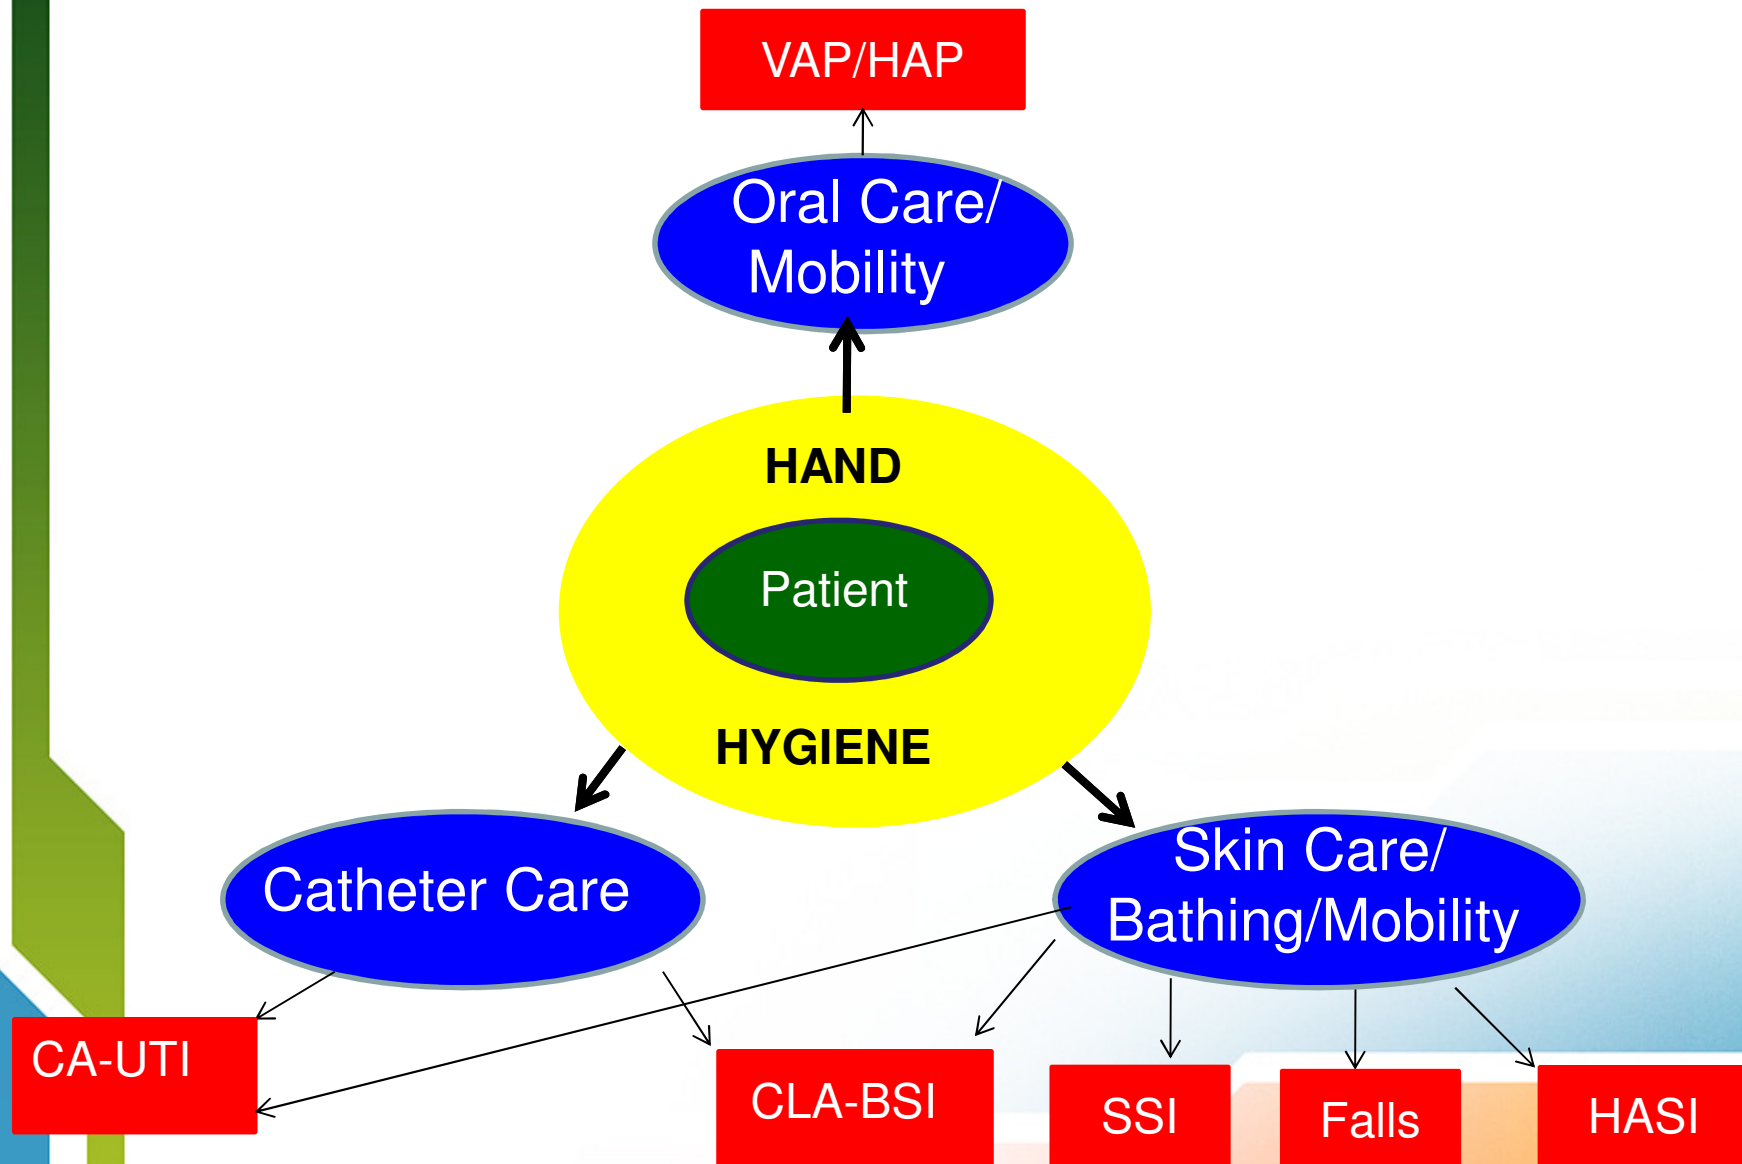 VAP/HAP
Oral Care/
Mobility
HAND
Patient
HYGIENE
Catheter Care
Skin Care/
Bathing/Mobility
CA-UTI
CLA-BSI
SSI
Falls
HASI